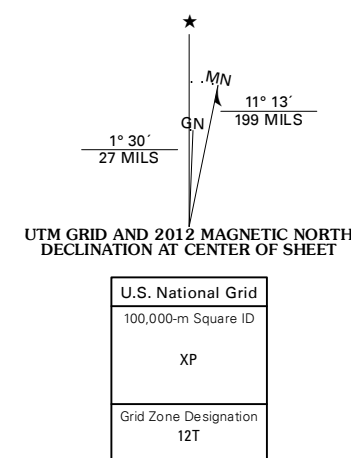 ★
MN
11° 13´
199 MILS
GN
1° 30´
27 MILS
UTM GRID AND 2012 MAGNETIC NORTH
DECLINATION AT CENTER OF SHEET
U.S. National Grid
100,000-m Square ID
XP
Grid Zone Designation
12T